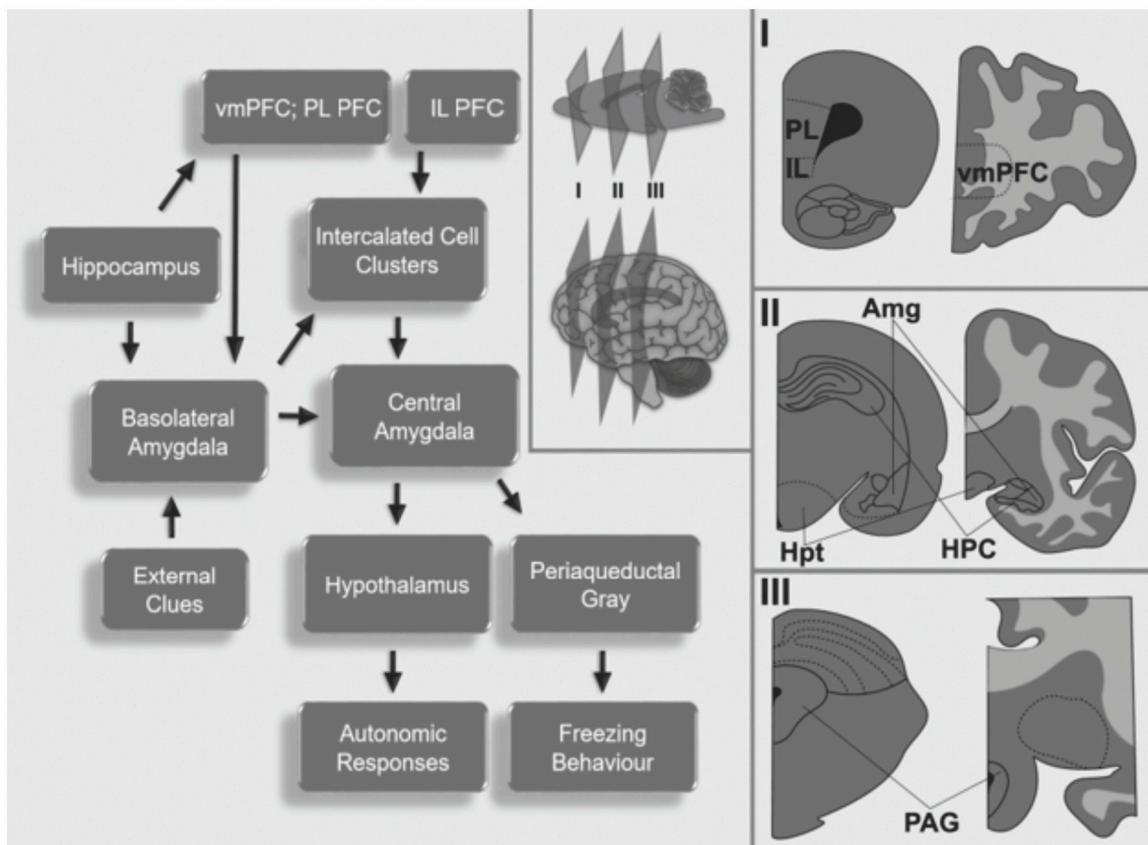 vmPFC; PL PFC
IL PFC
Hippocampus
Intercalated Cell
Clusters
Basolateral
Amygdala
Central
Amygdala
External
Clues
Hypothalamus
Periaqueductal
Gray
Autonomic
Responses
Freezing
Behaviour
I
II
III
I
PL
IL
vmPFC
II
Amg
Hpt
HPC
III
PAG